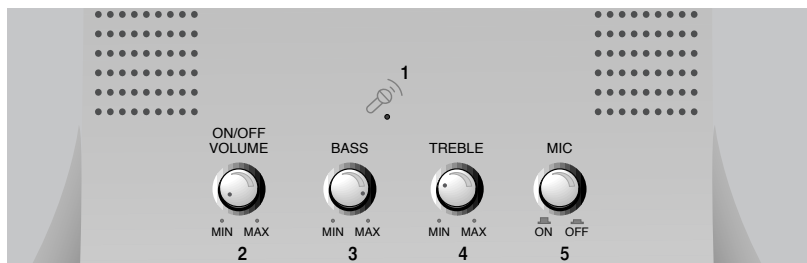 1
ON/OFF
VOLUME BASS TREBLE MIC
MIN MAX MIN MAX MIN MAX ON OFF
2 3 4 5